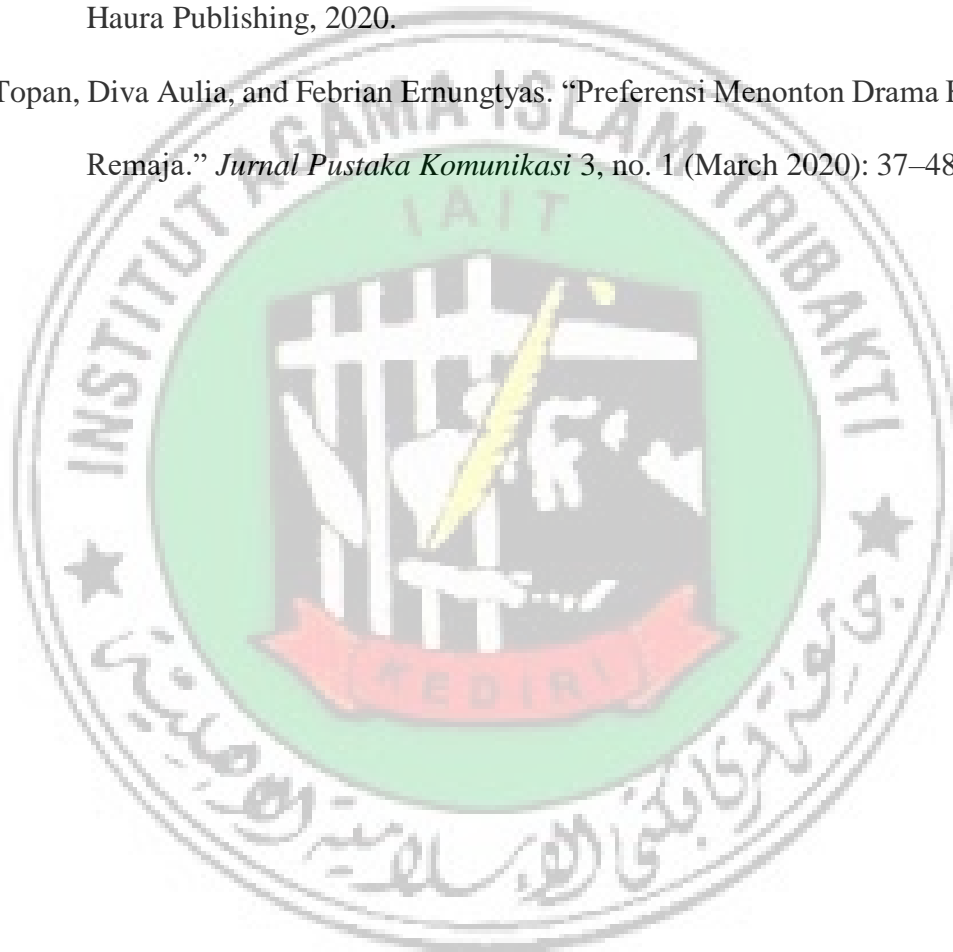 Haura Publishing, 2020.
Topan, Diva Aulia, and Febrian Ernungtyas. “Preferensi Menonton Drama
Remaja.” Jurnal Pustaka Komunikasi 3, no. 1 (March 2020): 37–48
INSTITUT AGAMA ISLAM TRIBAKTI
IAIT
KEDIRI